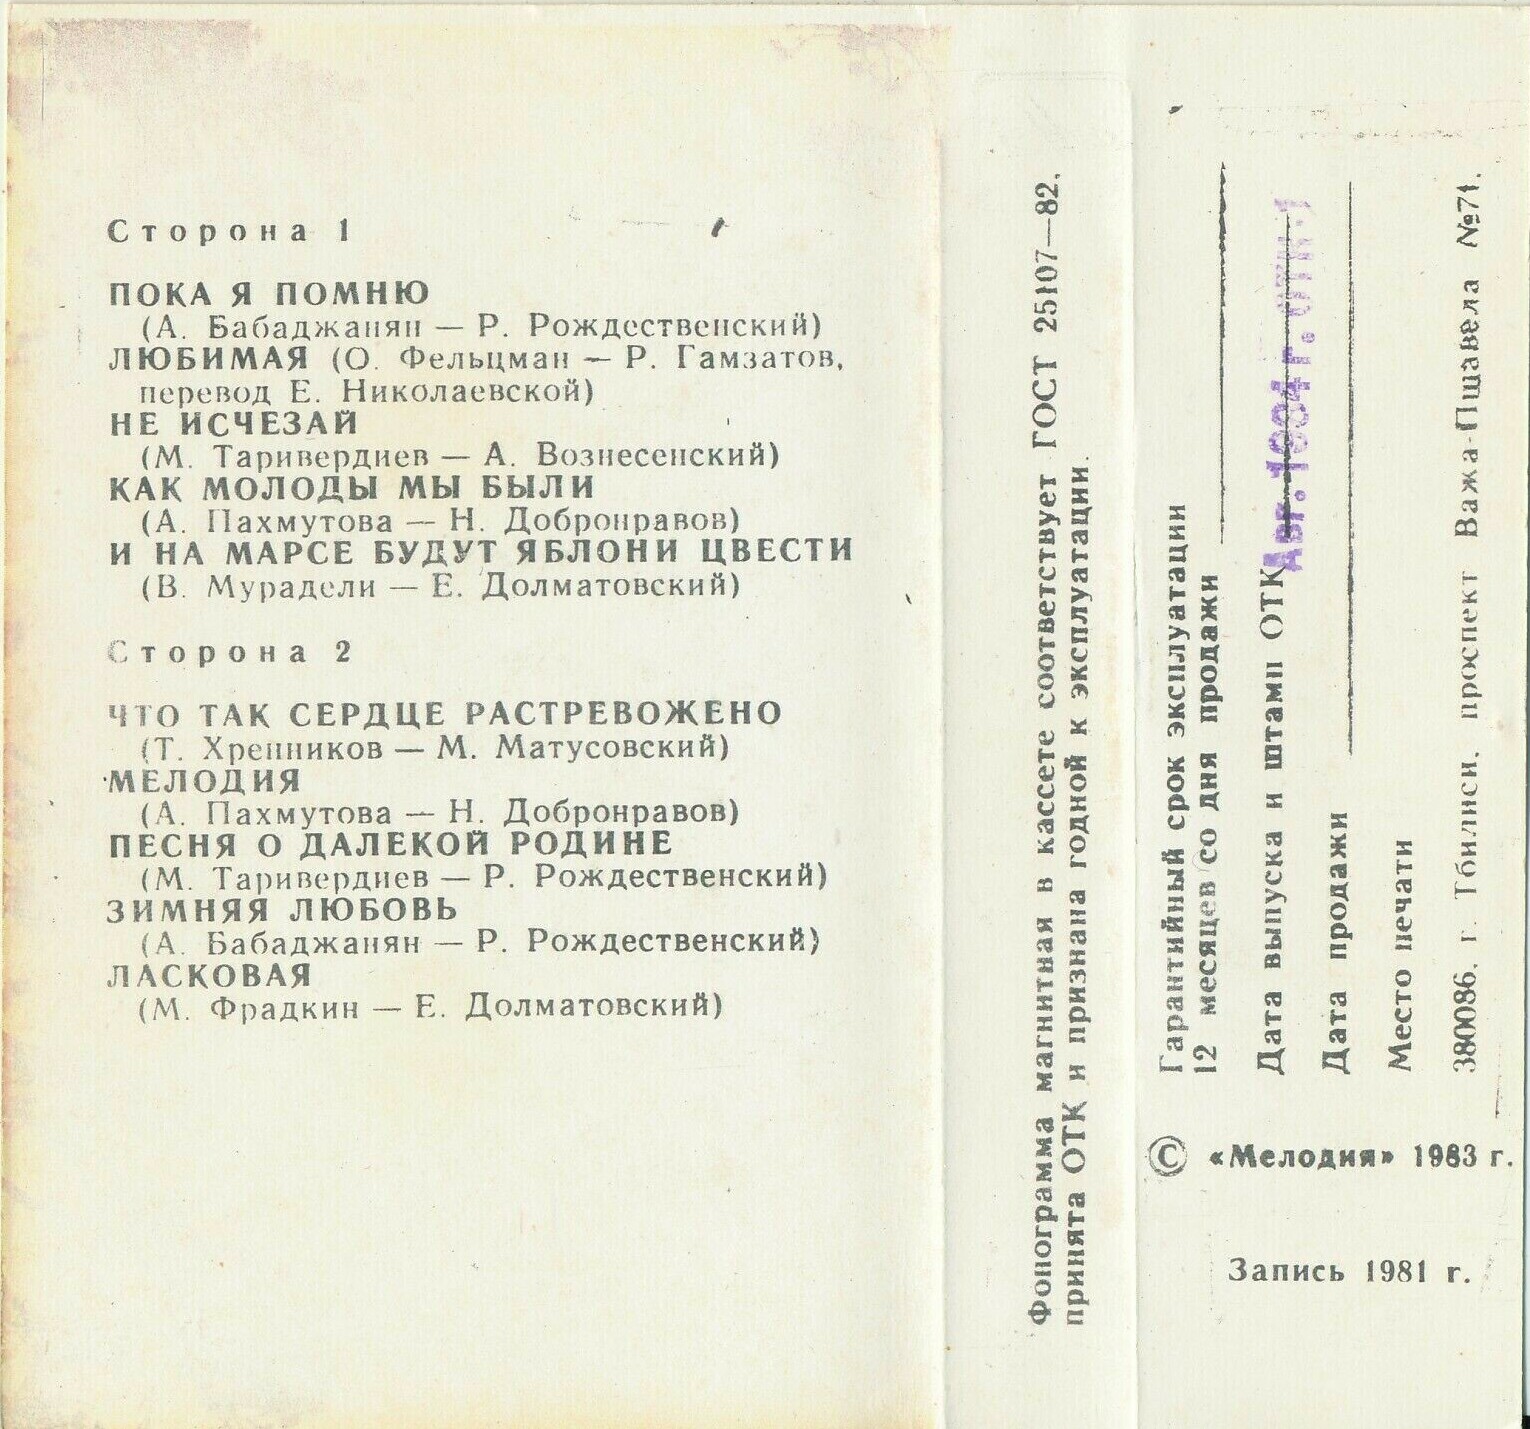 Сторона 1
ПОКА Я ПОМНЮ
(А. Бабаджанян — Р. Рождественский)
ЛЮБИМАЯ (О. Фельцман — Р. Гамзатов,
перевод Е. Николаевской)
НЕ ИСЧЕЗАЙ
(М. Таривердиев — А. Вознесенский)
КАК МОЛОДЫ МЫ БЫЛИ
(А. Пахмутова — Н. Добронравов)
И НА МАРСЕ БУДУТ ЯБЛОНИ ЦВЕСТИ
(В. Мурадели — Е. Долматовский)
Сторона 2
ЧТО ТАК СЕРДЦЕ РАСТРЕВОЖЕНО
(Т. Хренников — М. Матусовский)
МЕЛОДИЯ
(А. Пахмутова — Н. Добронравов)
ПЕСНЯ О ДАЛЕКОЙ РОДИНЕ
(М. Таривердиев — Р. Рождественский)
ЗИМНЯЯ ЛЮБОВЬ
(А. Бабаджанян — Р. Рождественский)
ЛАСКОВАЯ
(М. Фрадкин — Е. Долматовский)
Фонограмма магнитная в кассете соответствует ГОСТ 25107—82,
принята ОТК и признана годной к эксплуатации.
Гарантийный срок эксплуатации
12 месяцев со дня продажи
Дата выпуска и штамп ОТК Авг. 1984 г. ОТК-1
Дата продажи
Место печати
380086, г. Тбилиси, проспект Важа-Пшавела №71.
© «Мелодия» 1983 г.
Запись 1981 г.